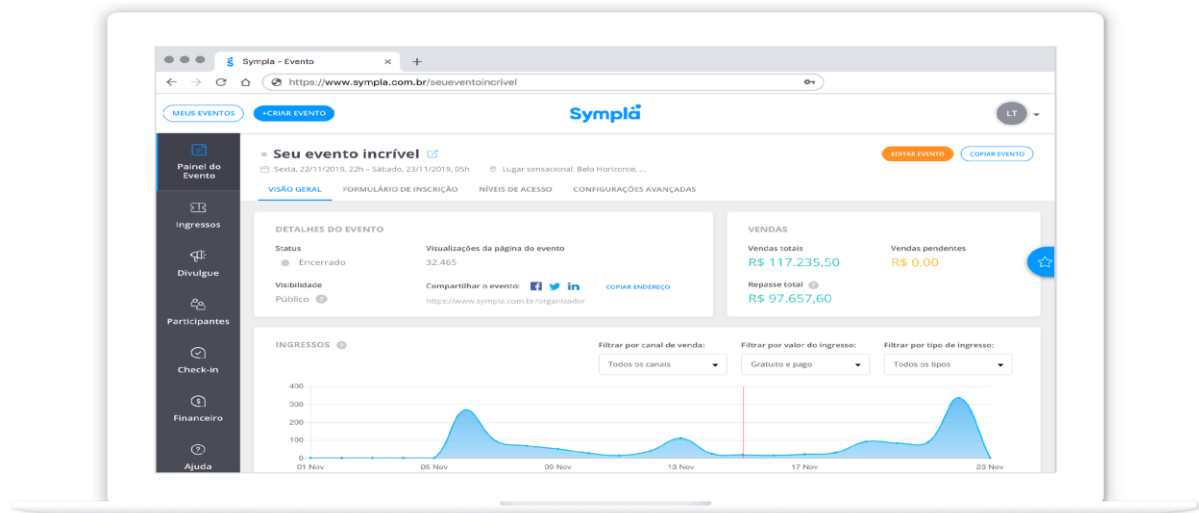 Sympla – Evento
https://www.sympla.com.br/seueventoincrivel
MEUS EVENTOS
+CRIAR EVENTO
Sympla
LT
Painel do
Evento
Ingressos
Divulgue
Participantes
Check-in
Financeiro
Ajuda
Seu evento incrível
EDITAR EVENTO
COPIAR EVENTO
Sexta, 22/11/2019, 22h – Sábado, 23/11/2019, 05h
Lugar sensacional. Belo Horizonte, ...
VISÃO GERAL
FORMULÁRIO DE INSCRIÇÃO
NÍVEIS DE ACESSO
CONFIGURAÇÕES AVANÇADAS
DETALHES DO EVENTO
Status
Encerrado
Visualizações da página do evento
32.465
Visibilidade
Público ?
Compartilhar o evento:
COPIAR ENDEREÇO
https://www.sympla.com.br/organizador
VENDAS
Vendas totais
R$ 117.235,50
Vendas pendentes
R$ 0,00
Repasse total ?
R$ 97.657,60
INGRESSOS ?
Filtrar por canal de venda:
Todos os canais
Filtrar por valor do ingresso:
Gratuito e pago
Filtrar por tipo de ingresso:
Todos os tipos
400
300
200
100
0
01 Nov
05 Nov
09 Nov
13 Nov
17 Nov
23 Nov